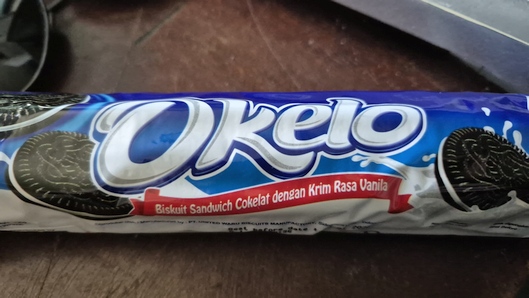 Okelo
Biskuit Sandwich Cokelat dengan Krim Rasa Vanila